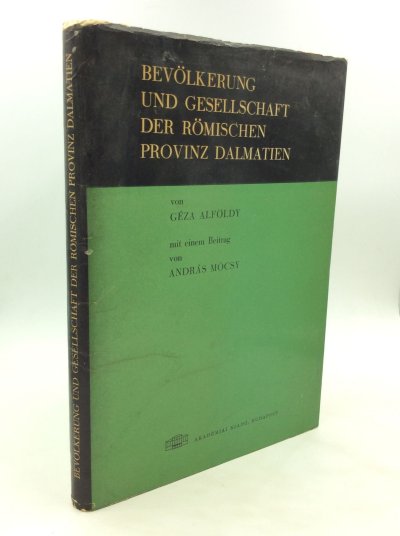 BEVÖLKERUNG
UND GESELLSCHAFT
DER RÖMISCHEN
PROVINZ DALMATIEN
von
GÉZA ALFÖLDY
mit einem Beitrag
von
ANDRÁS MÓCSY
AKADÉMIAI KIADÓ, BUDAPEST
BEVÖLKERUNG UND GESELLSCHAFT DER RÖMISCHEN PROVINZ DALMATIEN